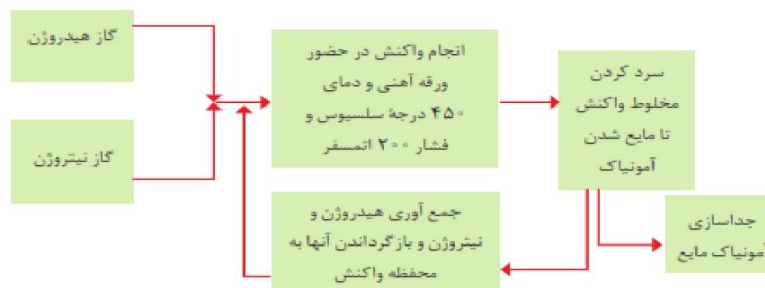 گاز هیدروژن
گاز نیتروژن
انجام واکنش در حضور
ورقه آهنی و دمای
۴۵۰ درجهٔ سلسیوس و
فشار ۲۰۰ اتمسفر
سرد کردن
مخلوط واکنش
تا مایع شدن
آمونیاک
جمع آوری هیدروژن و
نیتروژن و بازگرداندن آنها به
محفظه واکنش
جداسازی
آمونیاک مایع